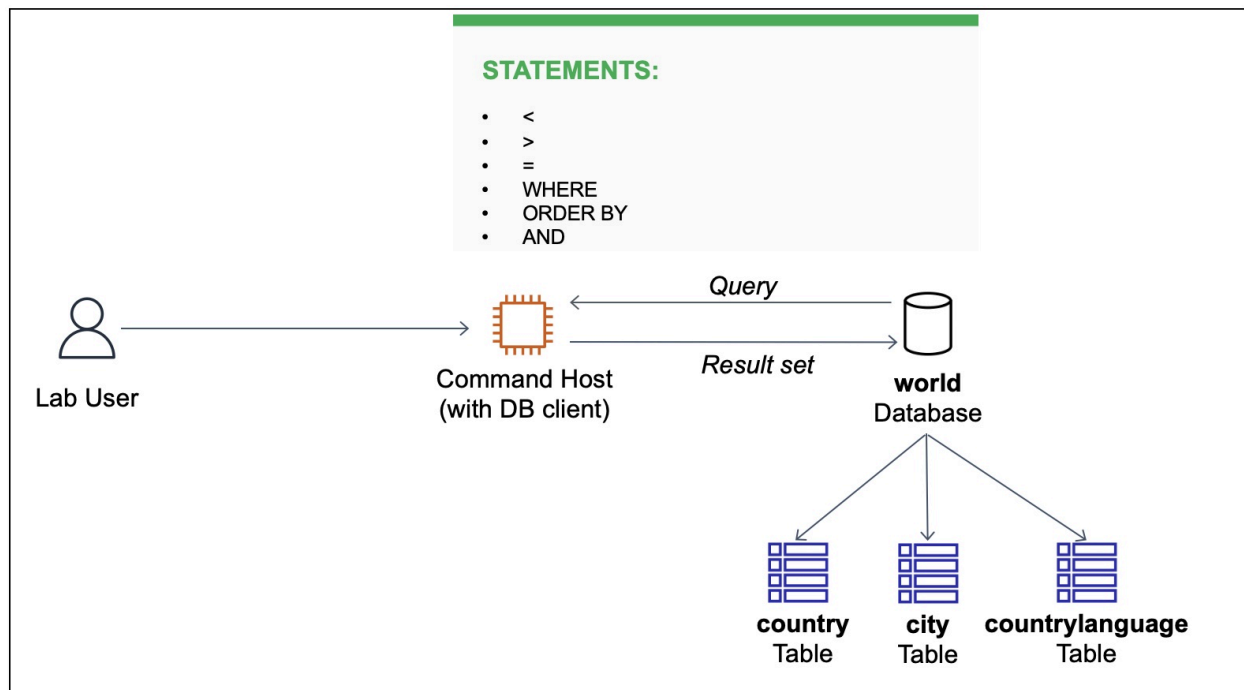 STATEMENTS:
• <
• >
• =
• WHERE
• ORDER BY
• AND
Query
Result set
Lab User
Command Host
(with DB client)
world
Database
country
Table
city
Table
countrylanguage
Table